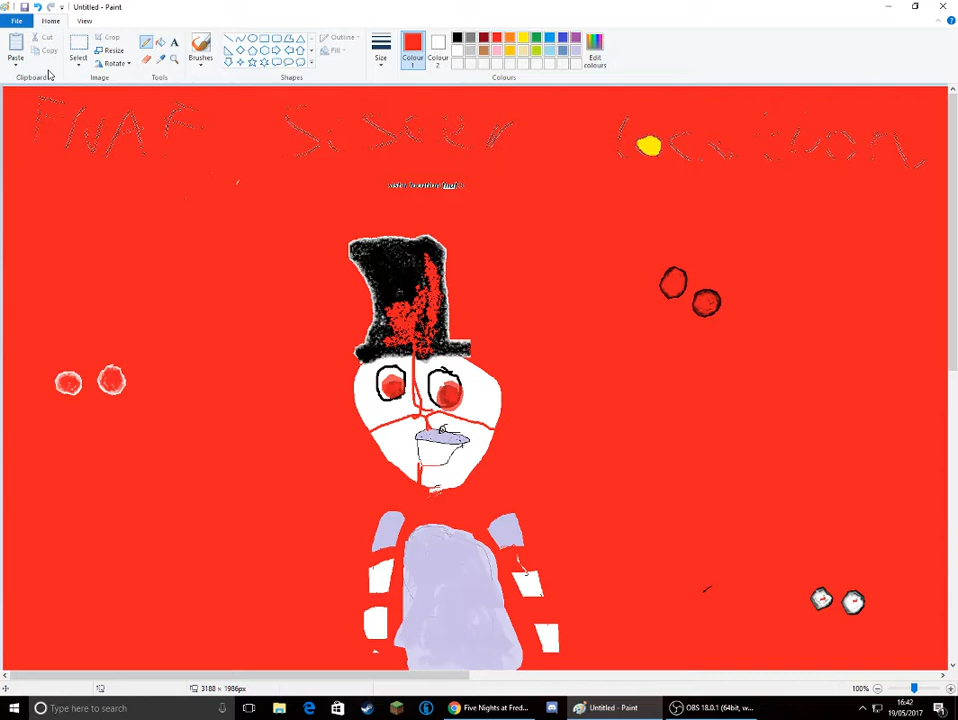 Untitled - Paint
File Home View
Cut
Copy
Paste
Clipboard
Crop
Resize
Rotate
Select
Image
Tools
Brushes
Outline
Fill
Shapes
Size
Colour 1
Colour 2
Edit colours
Colours
FNAF Sister location
3188 × 1986px
100%
Type here to search
Five Nights at Fred...
Untitled - Paint
OBS 18.0.1 (64bit, w...
16:42
19/05/2017